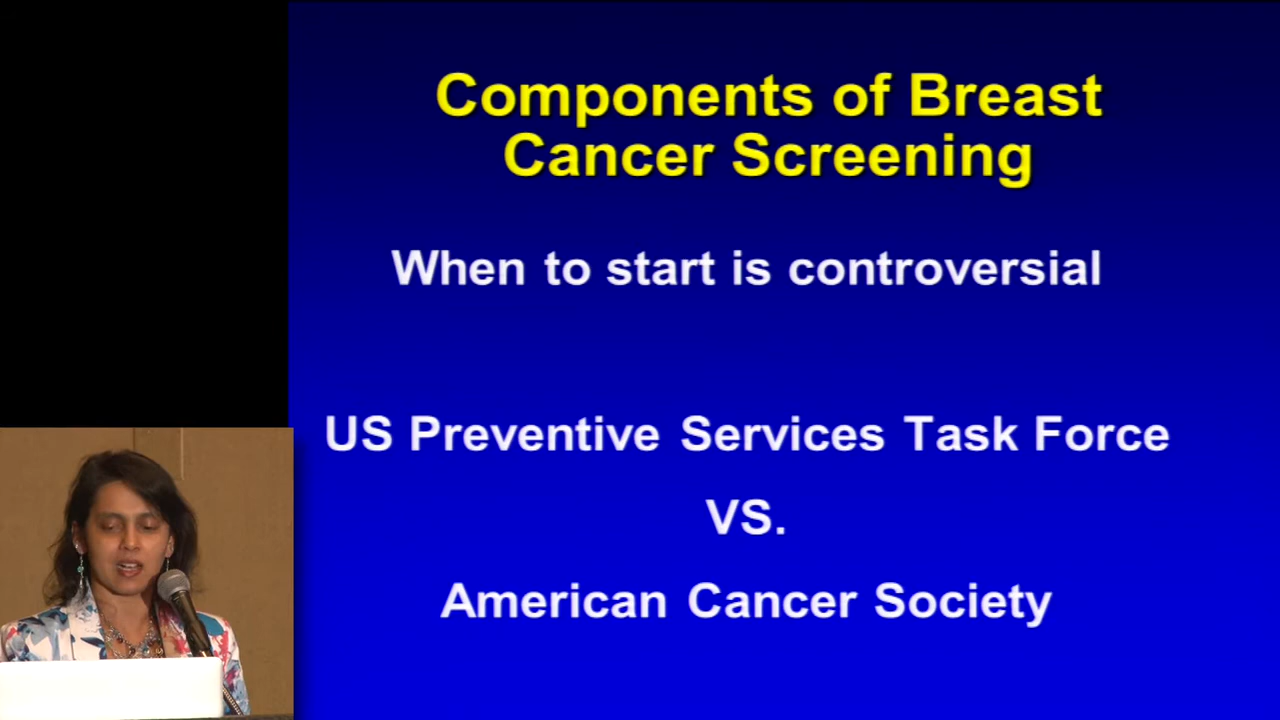 Components of Breast
Cancer Screening
When to start is controversial
US Preventive Services Task Force
VS.
American Cancer Society